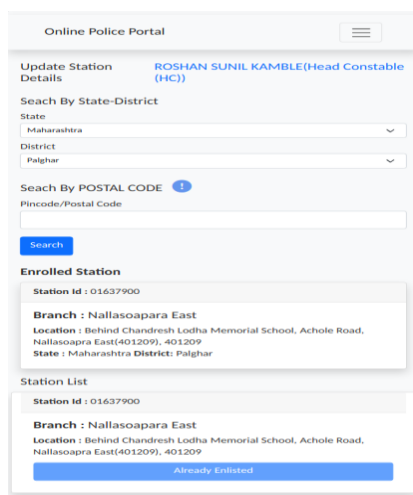 Online Police Portal
Update Station
Details
ROSHAN SUNIL KAMBLE(Head Constable
(HC))
Seach By State-District
State
Maharashtra
District
Palghar
Seach By POSTAL CODE !
Pincode/Postal Code
Search
Enrolled Station
Station Id : 01637900
Branch : Nallasoapara East
Location : Behind Chandresh Lodha Memorial School, Achole Road,
Nallasoapra East(401209), 401209
State : Maharashtra District: Palghar
Station List
Station Id : 01637900
Branch : Nallasoapara East
Location : Behind Chandresh Lodha Memorial School, Achole Road,
Nallasoapra East(401209), 401209
Already Enlisted